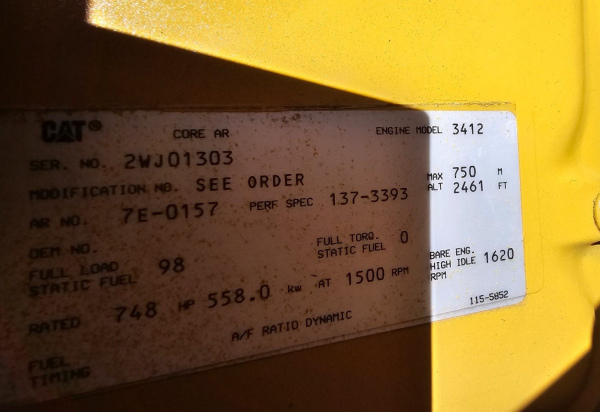 CAT® CORE AR ENGINE MODEL 3412
SER. NO. 2WJ01303
MODIFICATION NO. SEE ORDER MAX ALT 750 M 2461 FT
AR NO. 7E-0157 PERF SPEC 137-3393
OEM NO.
FULL LOAD STATIC FUEL 98 FULL TORQ. STATIC FUEL 0 BARE ENG. HIGH IDLE RPM 1620
RATED 748 HP 558.0 kw AT 1500 RPM
115-5852
A/F RATIO DYNAMIC
FUEL TIMING